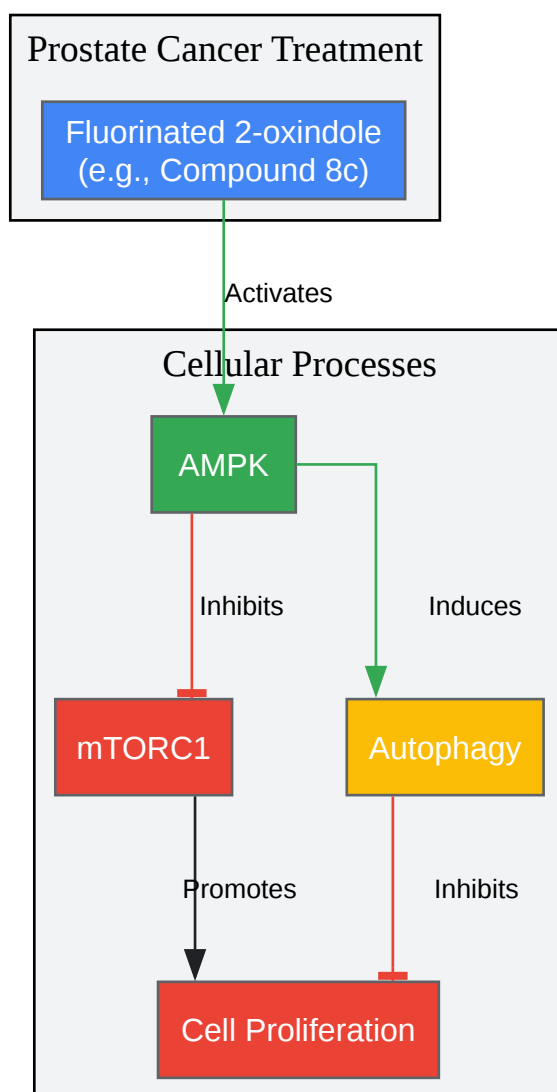 Prostate Cancer Treatment
Fluorinated 2-oxindole
(e.g., Compound 8c)
Activates
Cellular Processes
AMPK
Inhibits
Induces
mTORC1
Autophagy
Promotes
Inhibits
Cell Proliferation